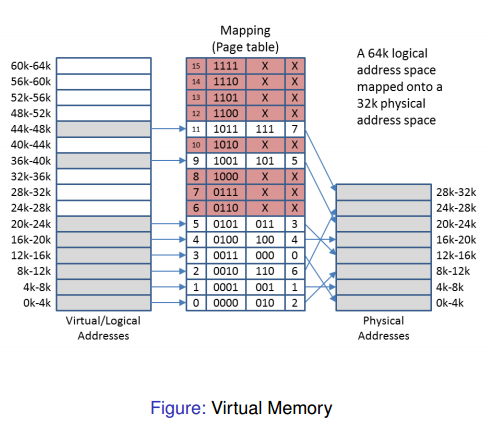 Mapping
(Page table)
A 64k logical
address space
mapped onto a
32k physical
address space
60k-64k 15 1111 X X
56k-60k 14 1110 X X
52k-56k 13 1101 X X
48k-52k 12 1100 X X
44k-48k 11 1011 111 7
40k-44k 10 1010 X X
36k-40k 9 1001 101 5
32k-36k 8 1000 X X
28k-32k 7 0111 X X 28k-32k
24k-28k 6 0110 X X 24k-28k
20k-24k 5 0101 011 3 20k-24k
16k-20k 4 0100 100 4 16k-20k
12k-16k 3 0011 000 0 12k-16k
8k-12k 2 0010 110 6 8k-12k
4k-8k 1 0001 001 1 4k-8k
0k-4k 0 0000 010 2 0k-4k
Virtual/Logical
Addresses
Physical
Addresses
Figure: Virtual Memory